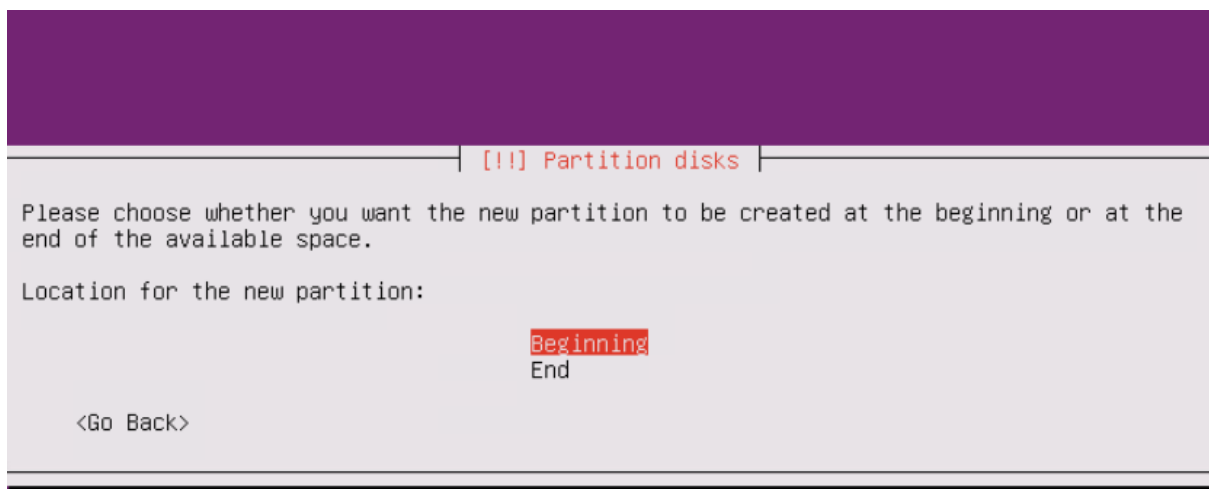 [!!] Partition disks
Please choose whether you want the new partition to be created at the beginning or at the
end of the available space.
Location for the new partition:
Beginning
End
<Go Back>